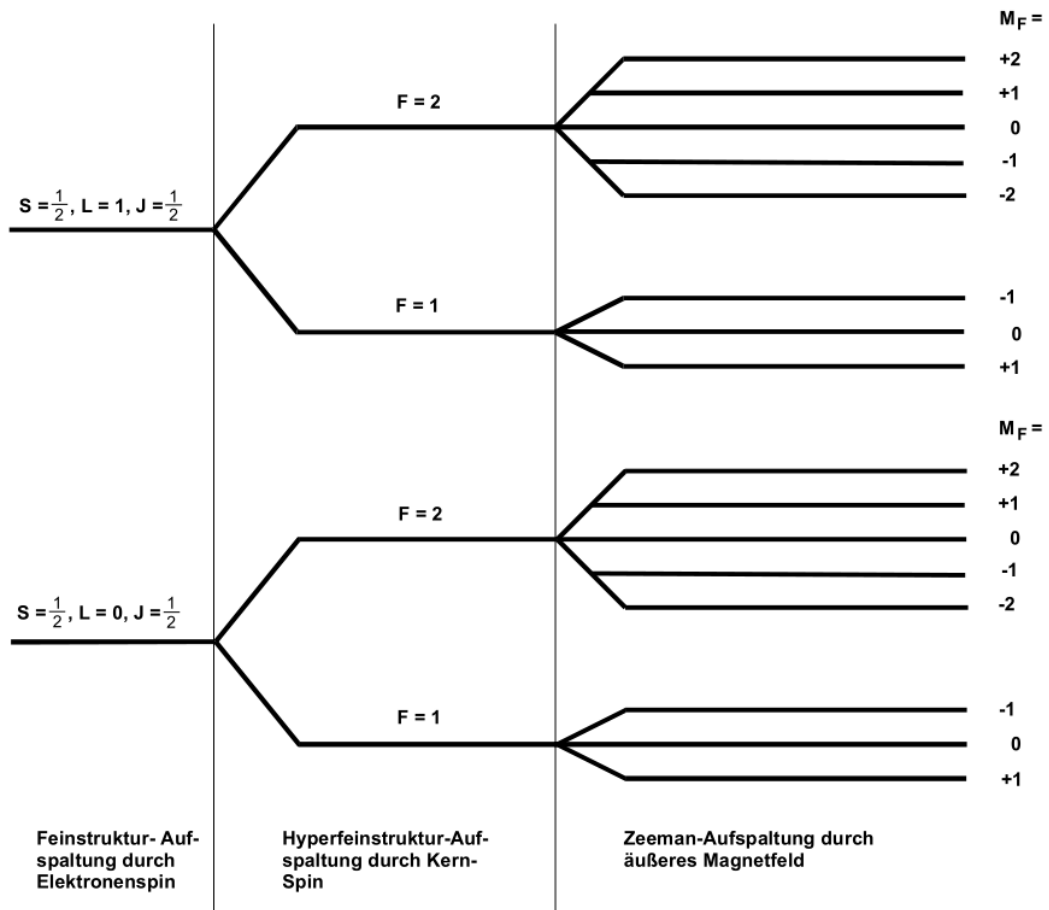 M_F =
+2
+1
F = 2
0
-1
S = 1/2, L = 1, J = 1/2
-2
F = 1
-1
0
+1
M_F =
+2
+1
F = 2
0
-1
S = 1/2, L = 0, J = 1/2
-2
F = 1
-1
0
+1
Feinstruktur- Auf-
spaltung durch
Elektronenspin
Hyperfeinstruktur-Auf-
spaltung durch Kern-
Spin
Zeeman-Aufspaltung durch
äußeres Magnetfeld